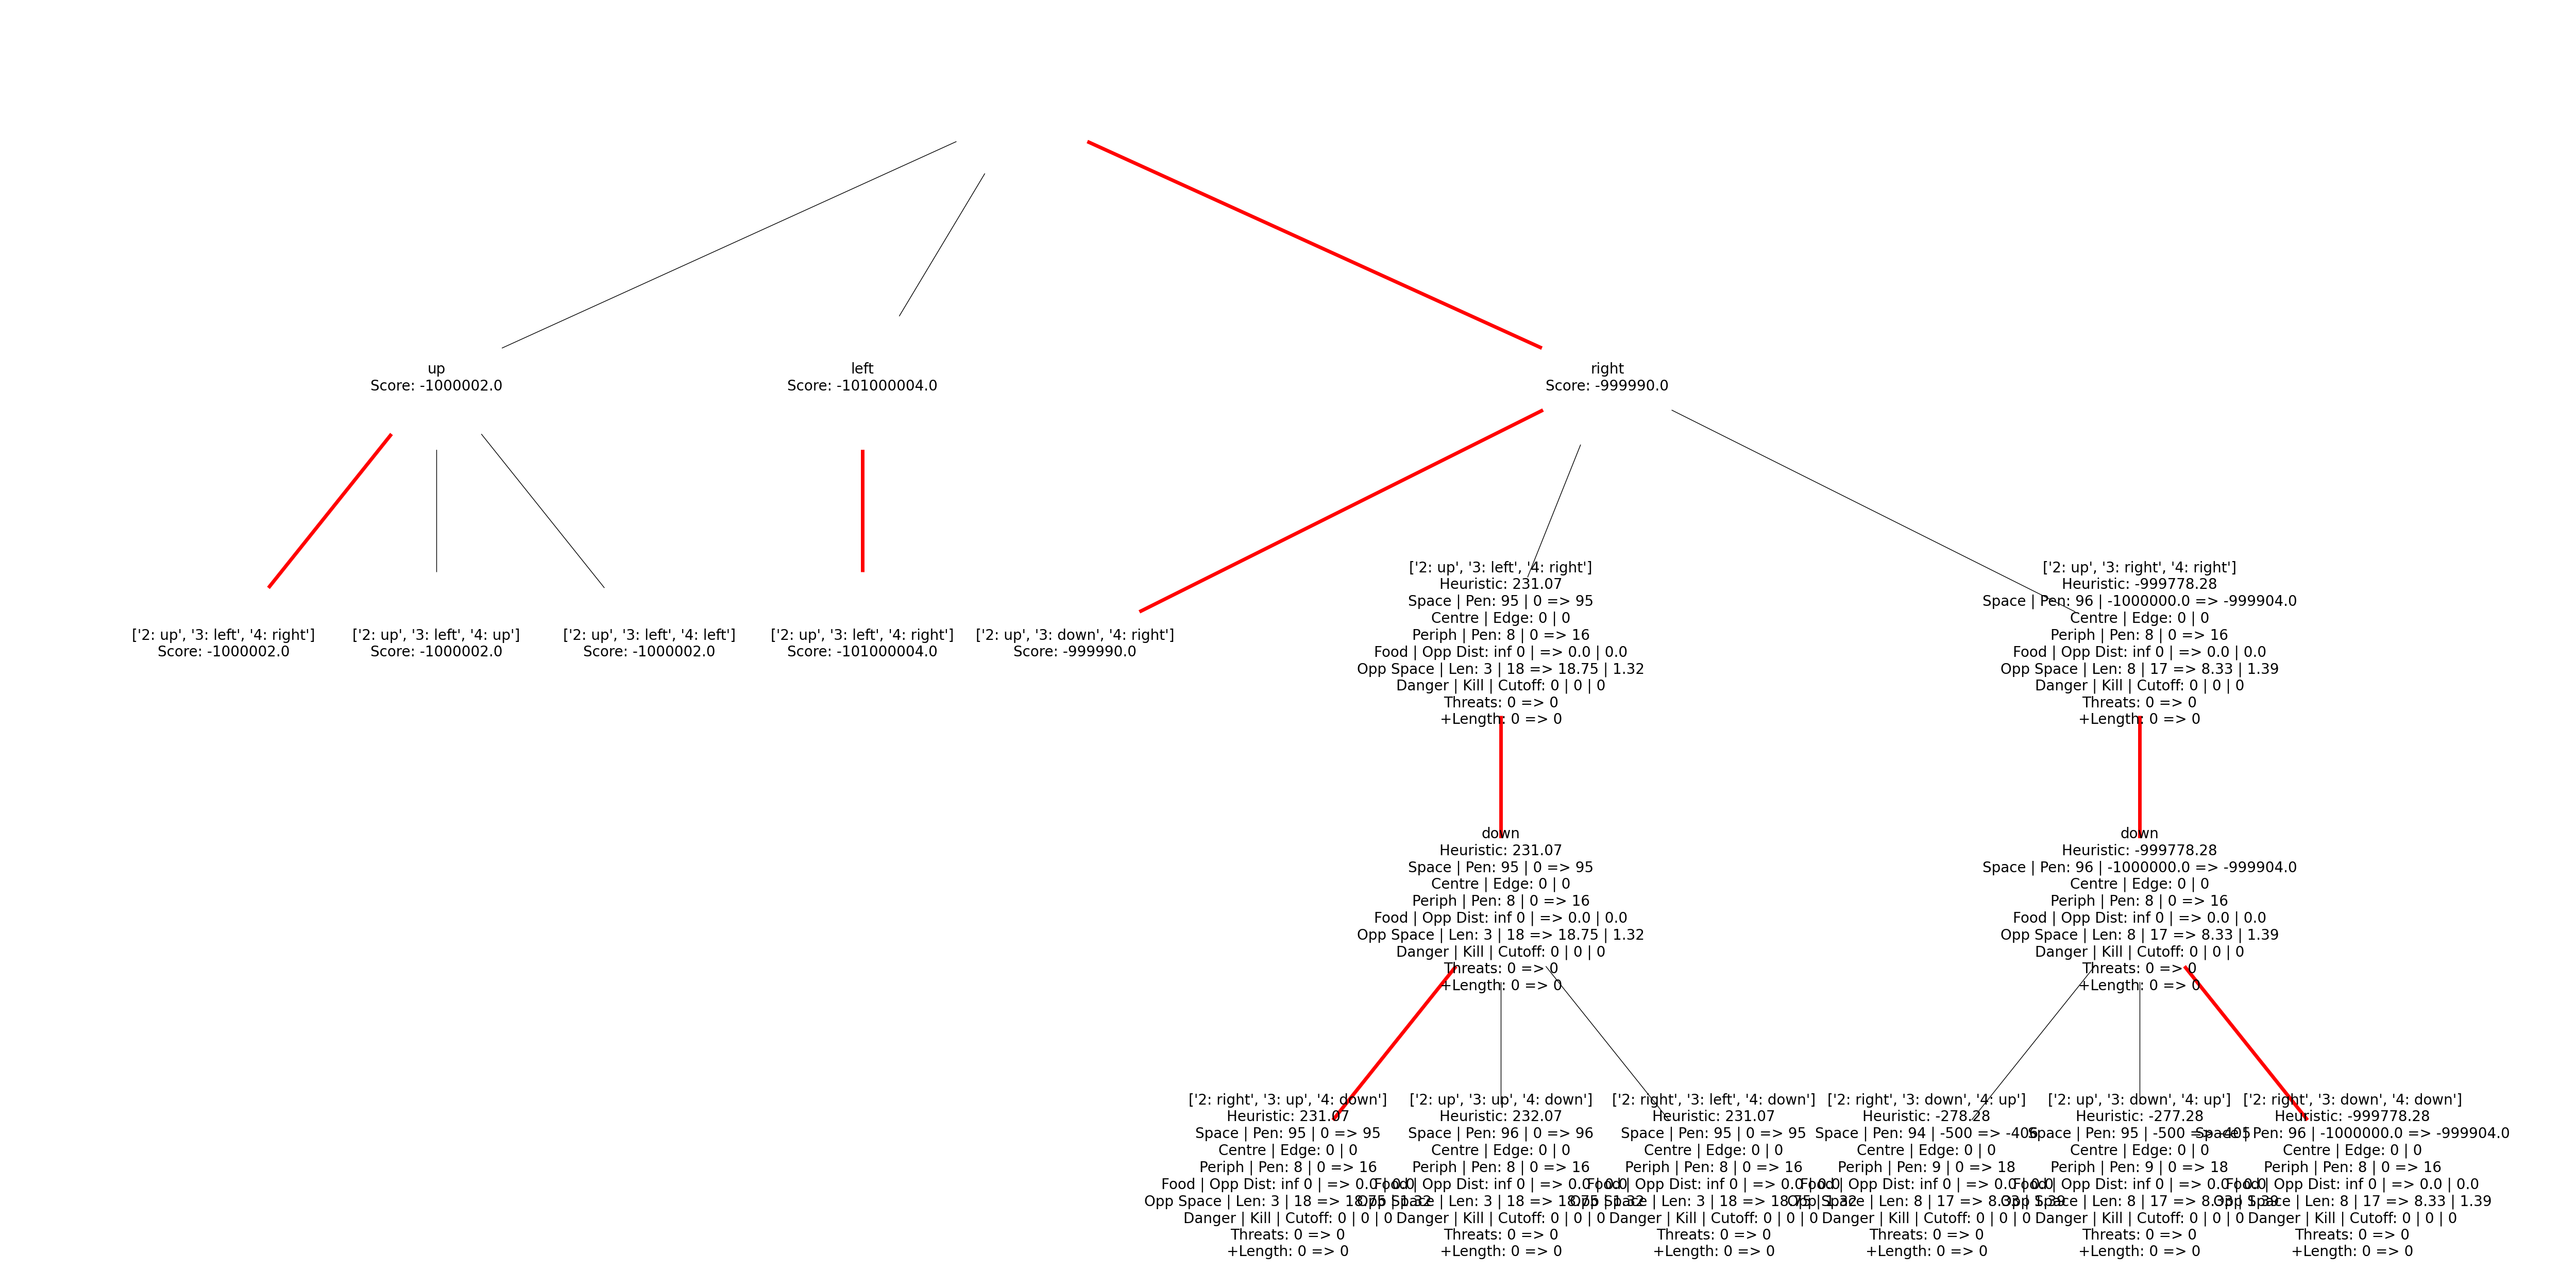 up
Score: -1000002.0
left
Score: -101000004.0
right
Score: -999990.0
['2: up', '3: left', '4: right']
Score: -1000002.0
['2: up', '3: left', '4: up']
Score: -1000002.0
['2: up', '3: left', '4: left']
Score: -1000002.0
['2: up', '3: left', '4: right']
Score: -101000004.0
['2: up', '3: down', '4: right']
Score: -999990.0
['2: up', '3: left', '4: right']
Heuristic: 231.07
Space | Pen: 95 | 0 => 95
Centre | Edge: 0 | 0
Periph | Pen: 8 | 0 => 16
Food | Opp Dist: inf 0 | => 0.0 | 0.0
Opp Space | Len: 3 | 18 => 18.75 | 1.32
Danger | Kill | Cutoff: 0 | 0 | 0
Threats: 0 => 0
+Length: 0 => 0
['2: up', '3: right', '4: right']
Heuristic: -999778.28
Space | Pen: 96 | -1000000.0 => -999904.0
Centre | Edge: 0 | 0
Periph | Pen: 8 | 0 => 16
Food | Opp Dist: inf 0 | => 0.0 | 0.0
Opp Space | Len: 8 | 17 => 8.33 | 1.39
Danger | Kill | Cutoff: 0 | 0 | 0
Threats: 0 => 0
+Length: 0 => 0
down
Heuristic: 231.07
Space | Pen: 95 | 0 => 95
Centre | Edge: 0 | 0
Periph | Pen: 8 | 0 => 16
Food | Opp Dist: inf 0 | => 0.0 | 0.0
Opp Space | Len: 3 | 18 => 18.75 | 1.32
Danger | Kill | Cutoff: 0 | 0 | 0
Threats: 0 => 0
+Length: 0 => 0
down
Heuristic: -999778.28
Space | Pen: 96 | -1000000.0 => -999904.0
Centre | Edge: 0 | 0
Periph | Pen: 8 | 0 => 16
Food | Opp Dist: inf 0 | => 0.0 | 0.0
Opp Space | Len: 8 | 17 => 8.33 | 1.39
Danger | Kill | Cutoff: 0 | 0 | 0
Threats: 0 => 0
+Length: 0 => 0
['2: right', '3: up', '4: down']
Heuristic: 231.07
Space | Pen: 95 | 0 => 95
Centre | Edge: 0 | 0
Periph | Pen: 8 | 0 => 16
Food | Opp Dist: inf 0 | => 0.0 | 0.0
Opp Space | Len: 3 | 18 => 18.75 | 1.32
Danger | Kill | Cutoff: 0 | 0 | 0
Threats: 0 => 0
+Length: 0 => 0
['2: up', '3: up', '4: down']
Heuristic: 232.07
Space | Pen: 96 | 0 => 96
Centre | Edge: 0 | 0
Periph | Pen: 8 | 0 => 16
Food | Opp Dist: inf 0 | => 0.0 | 0.0
Opp Space | Len: 3 | 18 => 18.75 | 1.32
Danger | Kill | Cutoff: 0 | 0 | 0
Threats: 0 => 0
+Length: 0 => 0
['2: right', '3: left', '4: down']
Heuristic: 231.07
Space | Pen: 95 | 0 => 95
Centre | Edge: 0 | 0
Periph | Pen: 8 | 0 => 16
Food | Opp Dist: inf 0 | => 0.0 | 0.0
Opp Space | Len: 3 | 18 => 18.75 | 1.32
Danger | Kill | Cutoff: 0 | 0 | 0
Threats: 0 => 0
+Length: 0 => 0
['2: right', '3: down', '4: up']
Heuristic: -278.28
Space | Pen: 94 | -500 => -406
Centre | Edge: 0 | 0
Periph | Pen: 9 | 0 => 18
Food | Opp Dist: inf 0 | => 0.0 | 0.0
Opp Space | Len: 8 | 17 => 8.33 | 1.39
Danger | Kill | Cutoff: 0 | 0 | 0
Threats: 0 => 0
+Length: 0 => 0
['2: up', '3: down', '4: up']
Heuristic: -277.28
Space | Pen: 95 | -500 => -405
Centre | Edge: 0 | 0
Periph | Pen: 9 | 0 => 18
Food | Opp Dist: inf 0 | => 0.0 | 0.0
Opp Space | Len: 8 | 17 => 8.33 | 1.39
Danger | Kill | Cutoff: 0 | 0 | 0
Threats: 0 => 0
+Length: 0 => 0
['2: right', '3: down', '4: down']
Heuristic: -999778.28
Space | Pen: 96 | -1000000.0 => -999904.0
Centre | Edge: 0 | 0
Periph | Pen: 8 | 0 => 16
Food | Opp Dist: inf 0 | => 0.0 | 0.0
Opp Space | Len: 8 | 17 => 8.33 | 1.39
Danger | Kill | Cutoff: 0 | 0 | 0
Threats: 0 => 0
+Length: 0 => 0